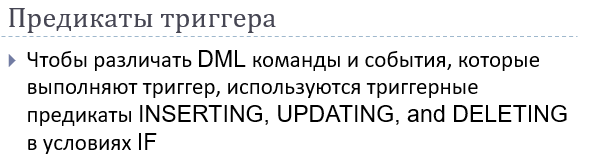 Предикаты триггера
Чтобы различать DML команды и события, которые
выполняют триггер, используются триггерные
предикаты INSERTING, UPDATING, and DELETING
в условиях IF